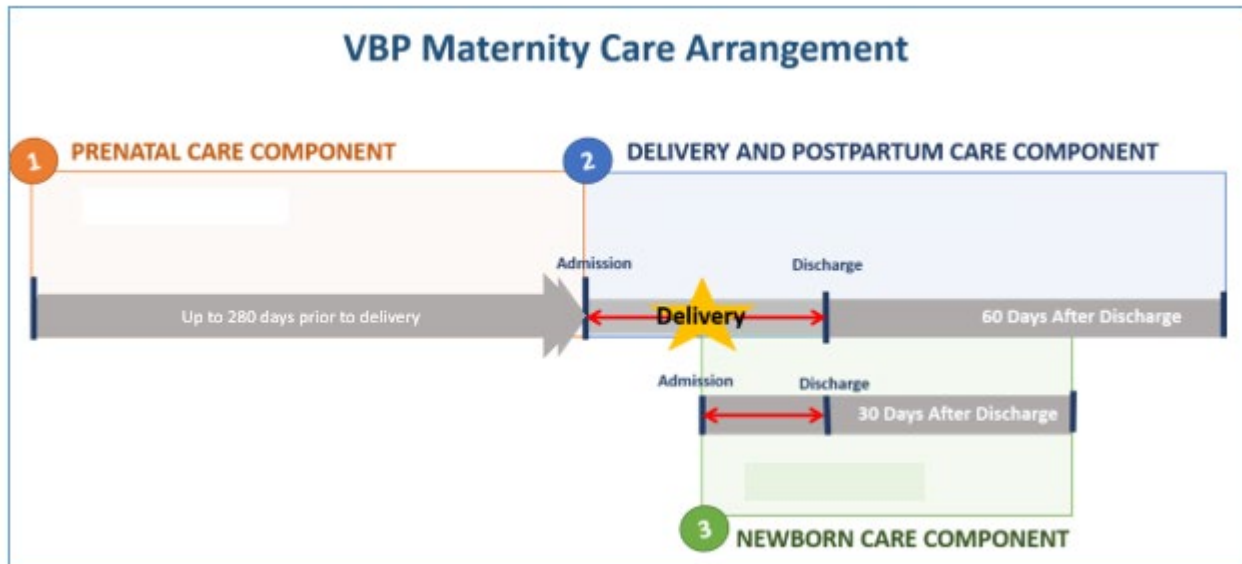 VBP Maternity Care Arrangement
1 PRENATAL CARE COMPONENT
2 DELIVERY AND POSTPARTUM CARE COMPONENT
Admission
Discharge
Up to 280 days prior to delivery
Delivery
60 Days After Discharge
Admission
Discharge
30 Days After Discharge
3 NEWBORN CARE COMPONENT